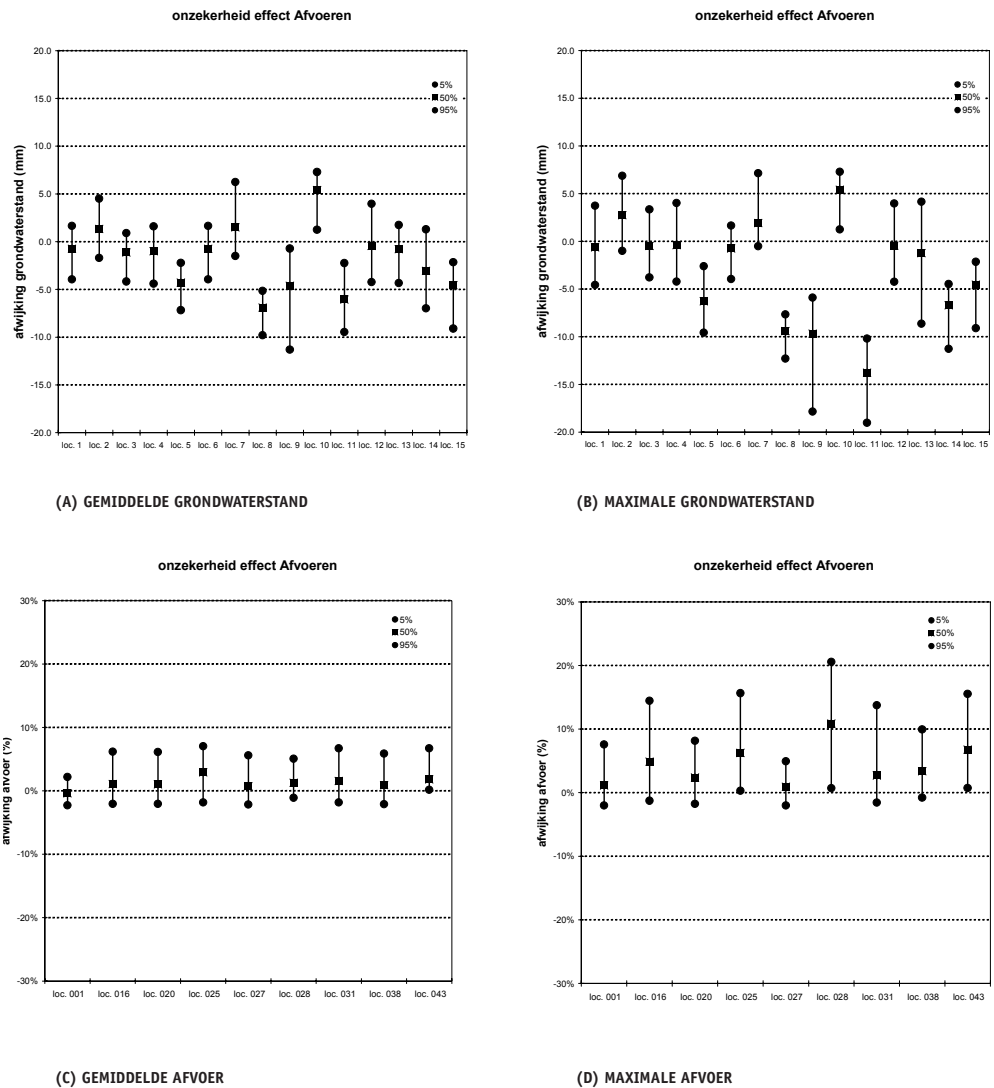 onzekerheid effect Afvoeren
20.0
15.0
10.0
5.0
0.0
-5.0
-10.0
-15.0
-20.0
afwijking grondwaterstand (mm)
5%
50%
95%
loc. 1 loc. 2 loc. 3 loc. 4 loc. 5 loc. 6 loc. 7 loc. 8 loc. 9 loc. 10 loc. 11 loc. 12 loc. 13 loc. 14 loc. 15
(A) GEMIDDELDE GRONDWATERSTAND
onzekerheid effect Afvoeren
20.0
15.0
10.0
5.0
0.0
-5.0
-10.0
-15.0
-20.0
afwijking grondwaterstand (mm)
5%
50%
95%
loc. 1 loc. 2 loc. 3 loc. 4 loc. 5 loc. 6 loc. 7 loc. 8 loc. 9 loc. 10 loc. 11 loc. 12 loc. 13 loc. 14 loc. 15
(B) MAXIMALE GRONDWATERSTAND
onzekerheid effect Afvoeren
30%
20%
10%
0%
-10%
-20%
-30%
afwijking afvoer (%)
5%
50%
95%
loc. 001 loc. 016 loc. 020 loc. 025 loc. 027 loc. 028 loc. 031 loc. 038 loc. 043
(C) GEMIDDELDE AFVOER
onzekerheid effect Afvoeren
30%
20%
10%
0%
-10%
-20%
-30%
afwijking afvoer (%)
5%
50%
95%
loc. 001 loc. 016 loc. 020 loc. 025 loc. 027 loc. 028 loc. 031 loc. 038 loc. 043
(D) MAXIMALE AFVOER